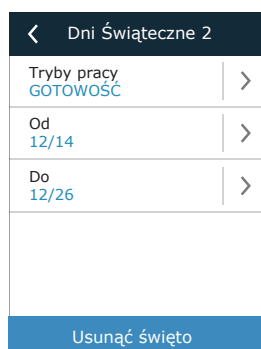 Dni Świąteczne 2
Tryby pracy
GOTOWOŚĆ
Od
12/14
Do
12/26
Usunąć święto